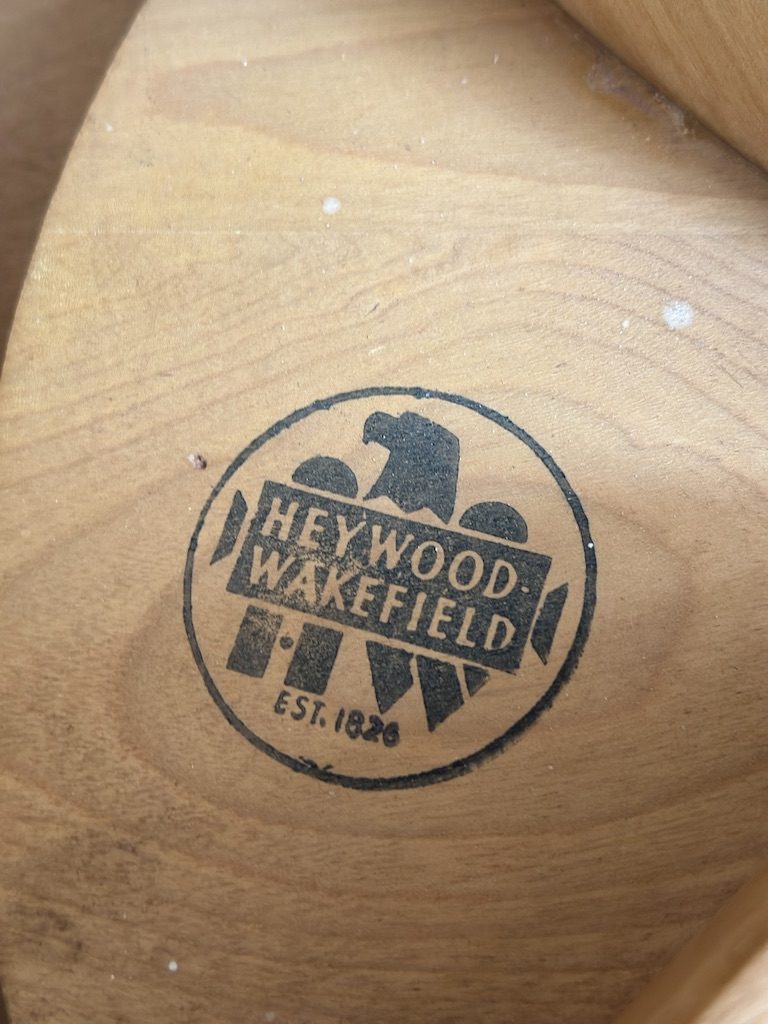 HEYWOOD-
WAKEFIELD
H W
EST. 1826